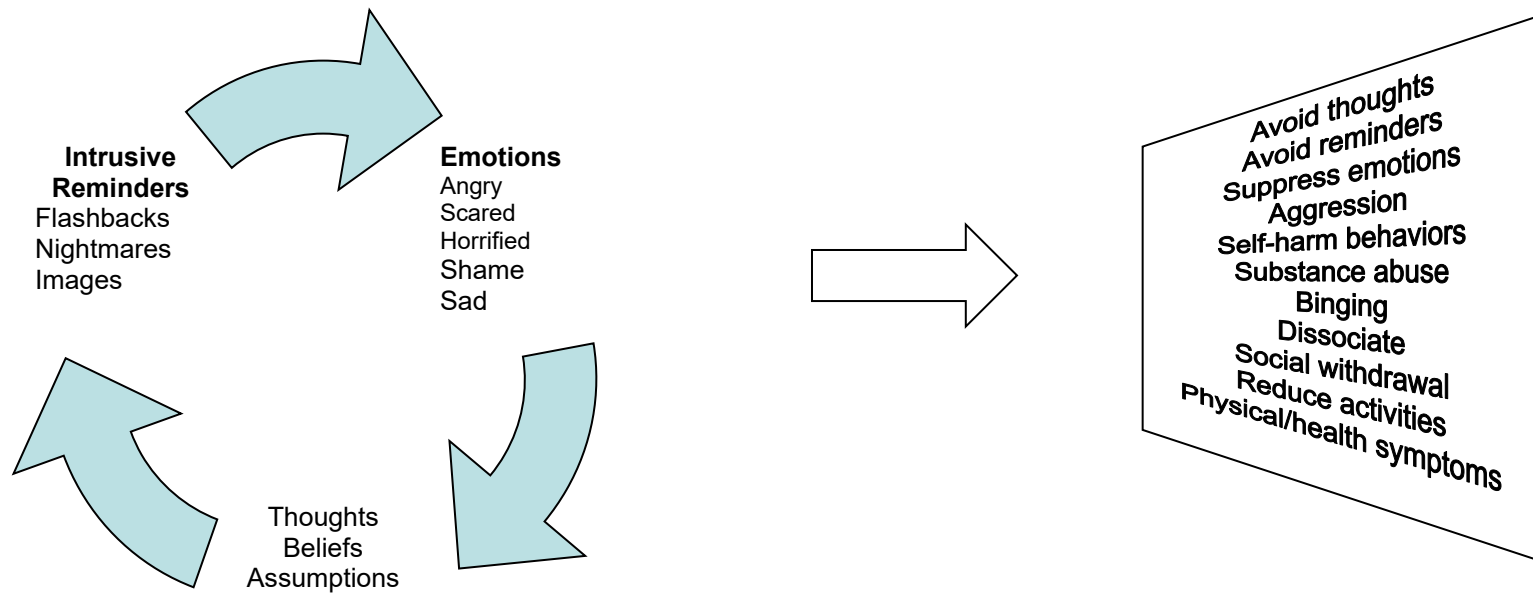 Intrusive
Reminders
Flashbacks
Nightmares
Images
Emotions
Angry
Scared
Horrified
Shame
Sad
Thoughts
Beliefs
Assumptions
Avoid thoughts
Avoid reminders
Suppress emotions
Aggression
Self-harm behaviors
Substance abuse
Binging
Dissociate
Social withdrawal
Reduce activities
Physical/health symptoms